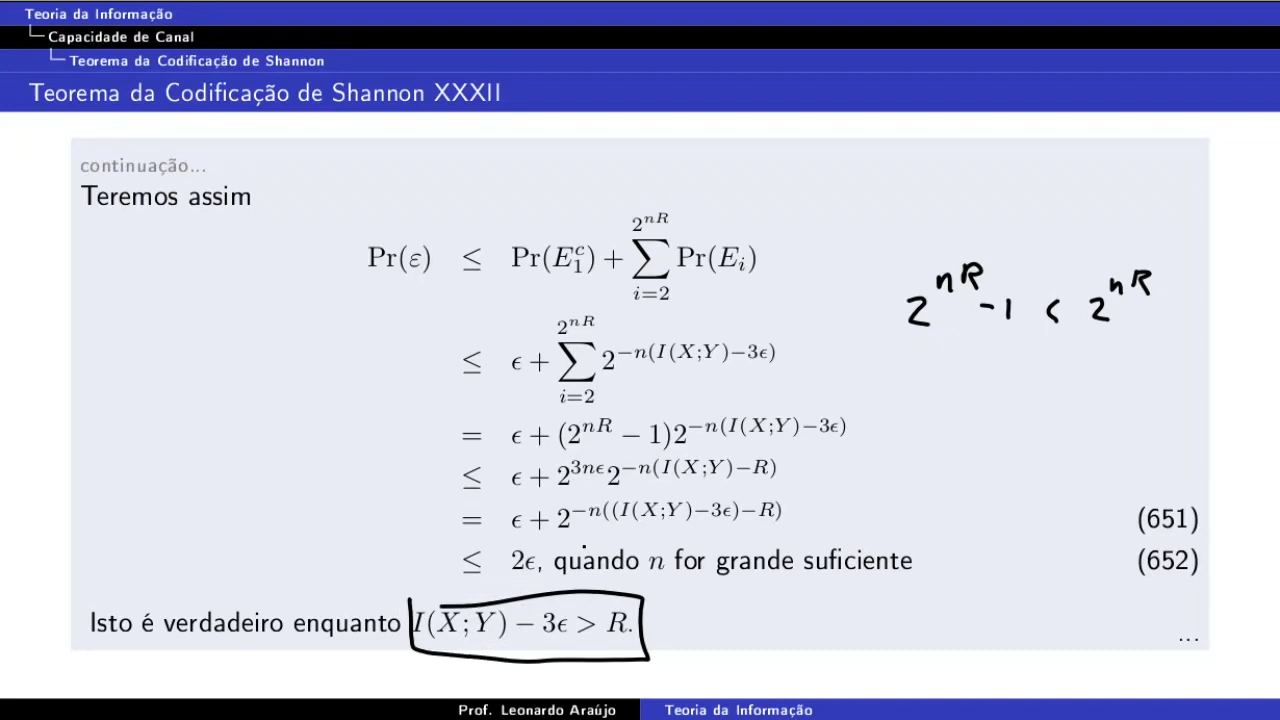 Teoria da Informação
Capacidade de Canal
Teorema da Codificação de Shannon
Teorema da Codificação de Shannon XXXII
continuação...
Teremos assim
Pr(ε) ≤ Pr(E₁ᶜ) + ∑_{i=2}^{2^{nR}} Pr(E_i)
2^{nR} -1 < 2^{nR}
≤ ϵ + ∑_{i=2}^{2^{nR}} 2^{−n(I(X;Y)−3ϵ)}
= ϵ + (2^{nR} − 1)2^{−n(I(X;Y)−3ϵ)}
≤ ϵ + 2^{3nϵ}2^{−n(I(X;Y)−R)}
= ϵ + 2^{−n((I(X;Y)−3ϵ)−R)} (651)
≤ 2ϵ, quando n for grande suficiente (652)
Isto é verdadeiro enquanto I(X;Y) − 3ϵ > R.
...
Prof. Leonardo Araújo Teoria da Informação